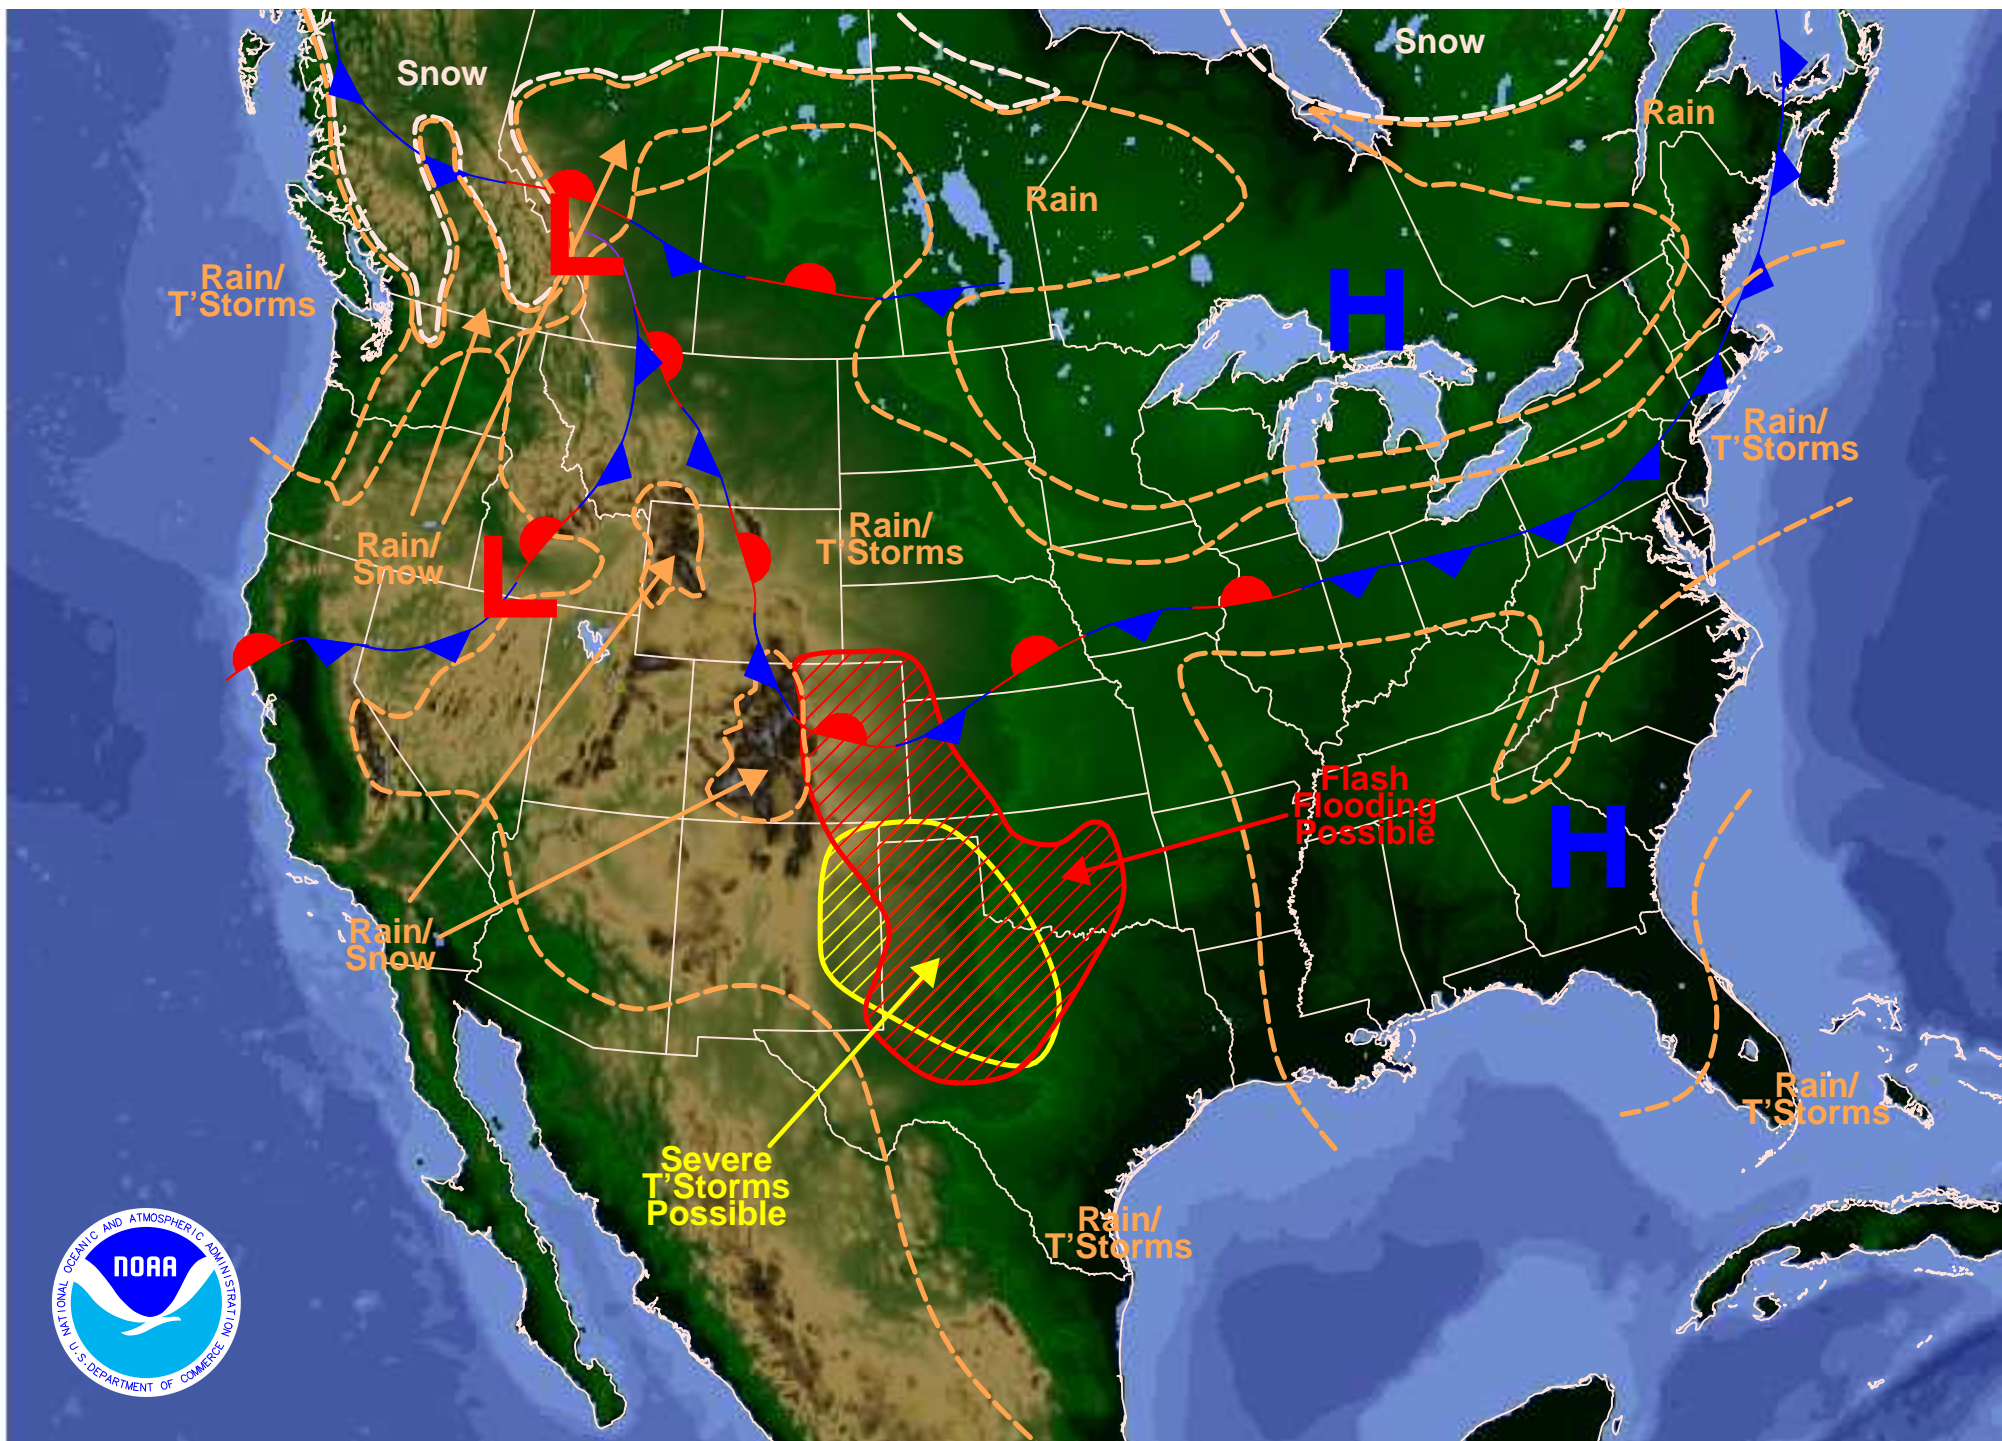 Snow
Snow
Rain
Rain
Rain/
T'Storms
H
L
Rain/
T'Storms
Rain/
Snow
Rain/
T'Storms
L
Flash
Flooding
Possible
H
Rain/
Snow
Rain/
T'Storms
Severe
T'Storms
Possible
Rain/
T'Storms
NATIONAL OCEANIC AND ATMOSPHERIC ADMINISTRATION
NOAA
U.S. DEPARTMENT OF COMMERCE